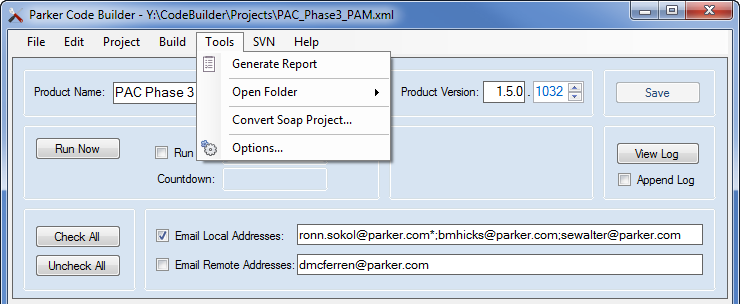 Parker Code Builder - Y:\CodeBuilder\Projects\PAC_Phase3_PAM.xml
File Edit Project Build Tools SVN Help
Generate Report
Open Folder
Convert Soap Project...
Options...
Product Name: PAC Phase 3 Product Version: 1.5.0 . 1032 Save
Run Now Run View Log
Countdown: Append Log
Check All Email Local Addresses: ronn.sokol@parker.com*;bmhicks@parker.com;sewalter@parker.com
Uncheck All Email Remote Addresses: dmcferren@parker.com